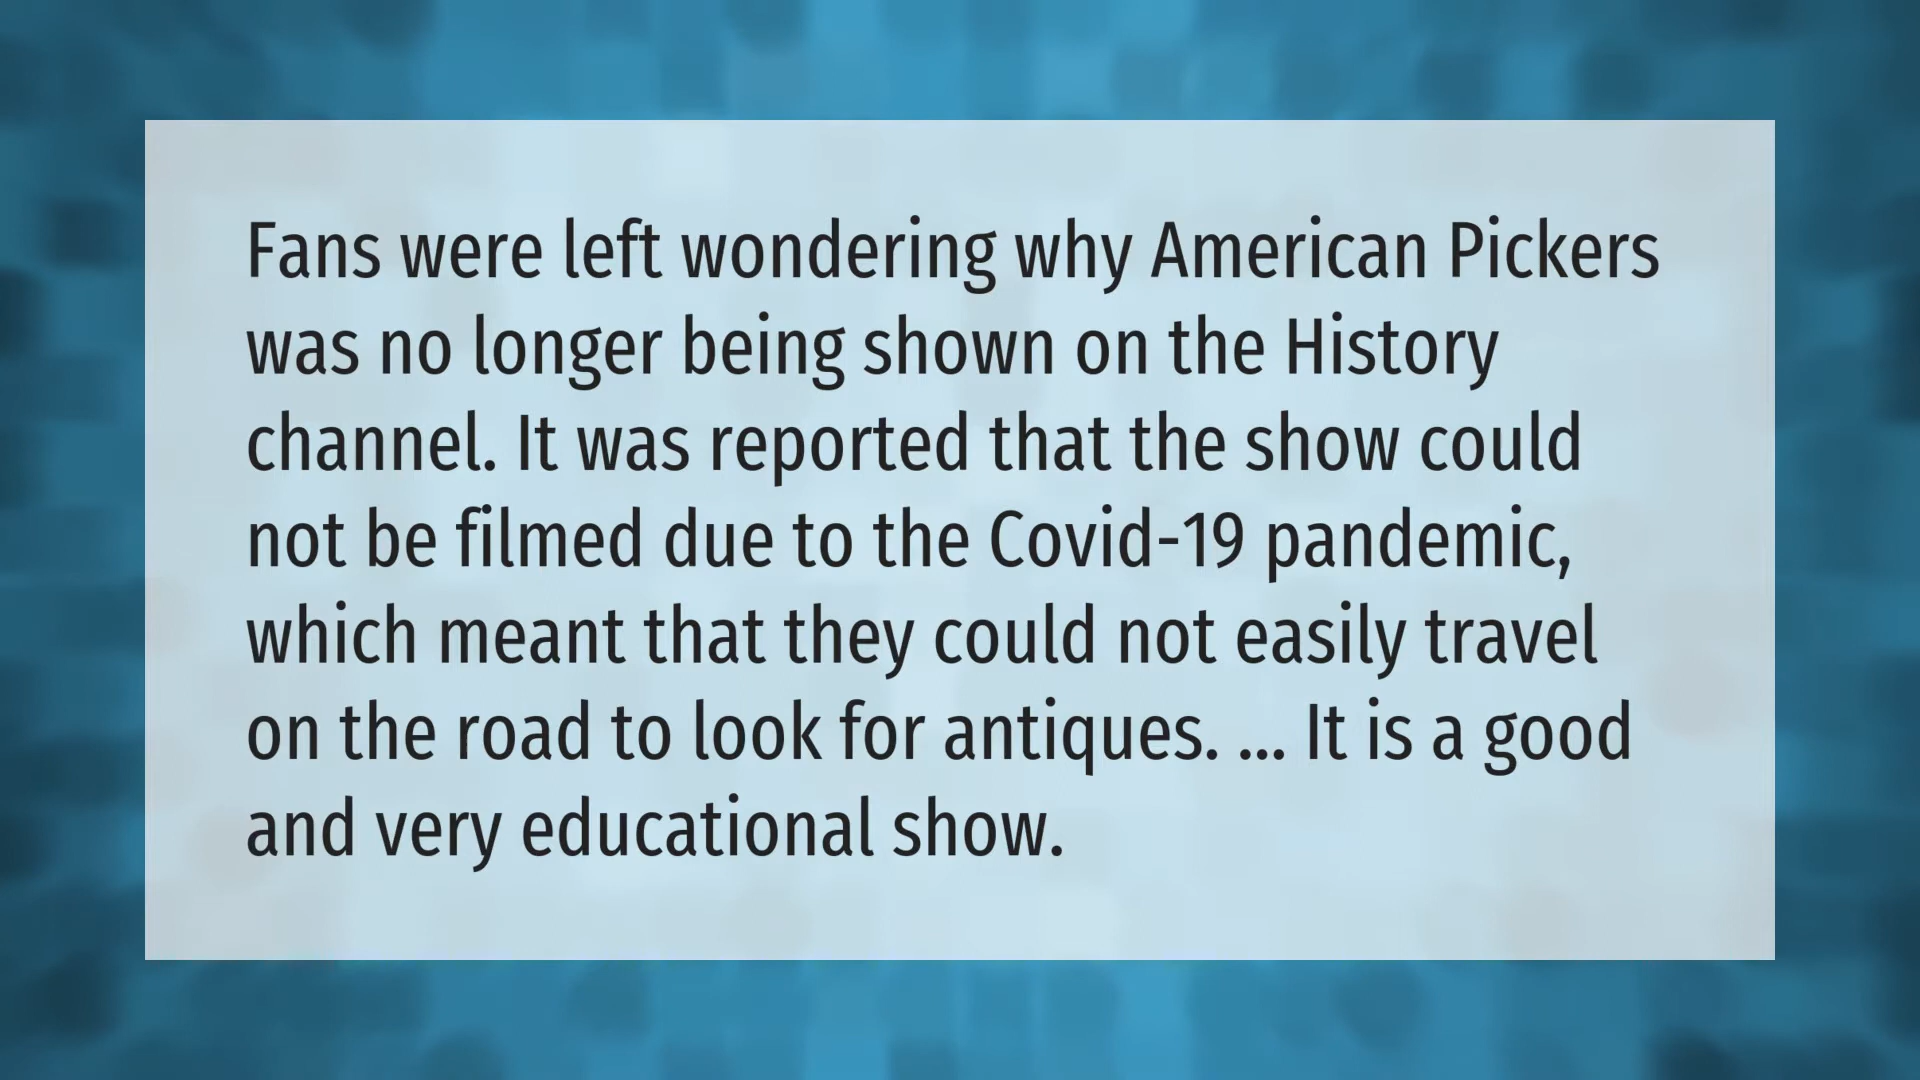 Fans were left wondering why American Pickers
was no longer being shown on the History
channel. It was reported that the show could
not be filmed due to the Covid-19 pandemic,
which meant that they could not easily travel
on the road to look for antiques. ... It is a good
and very educational show.